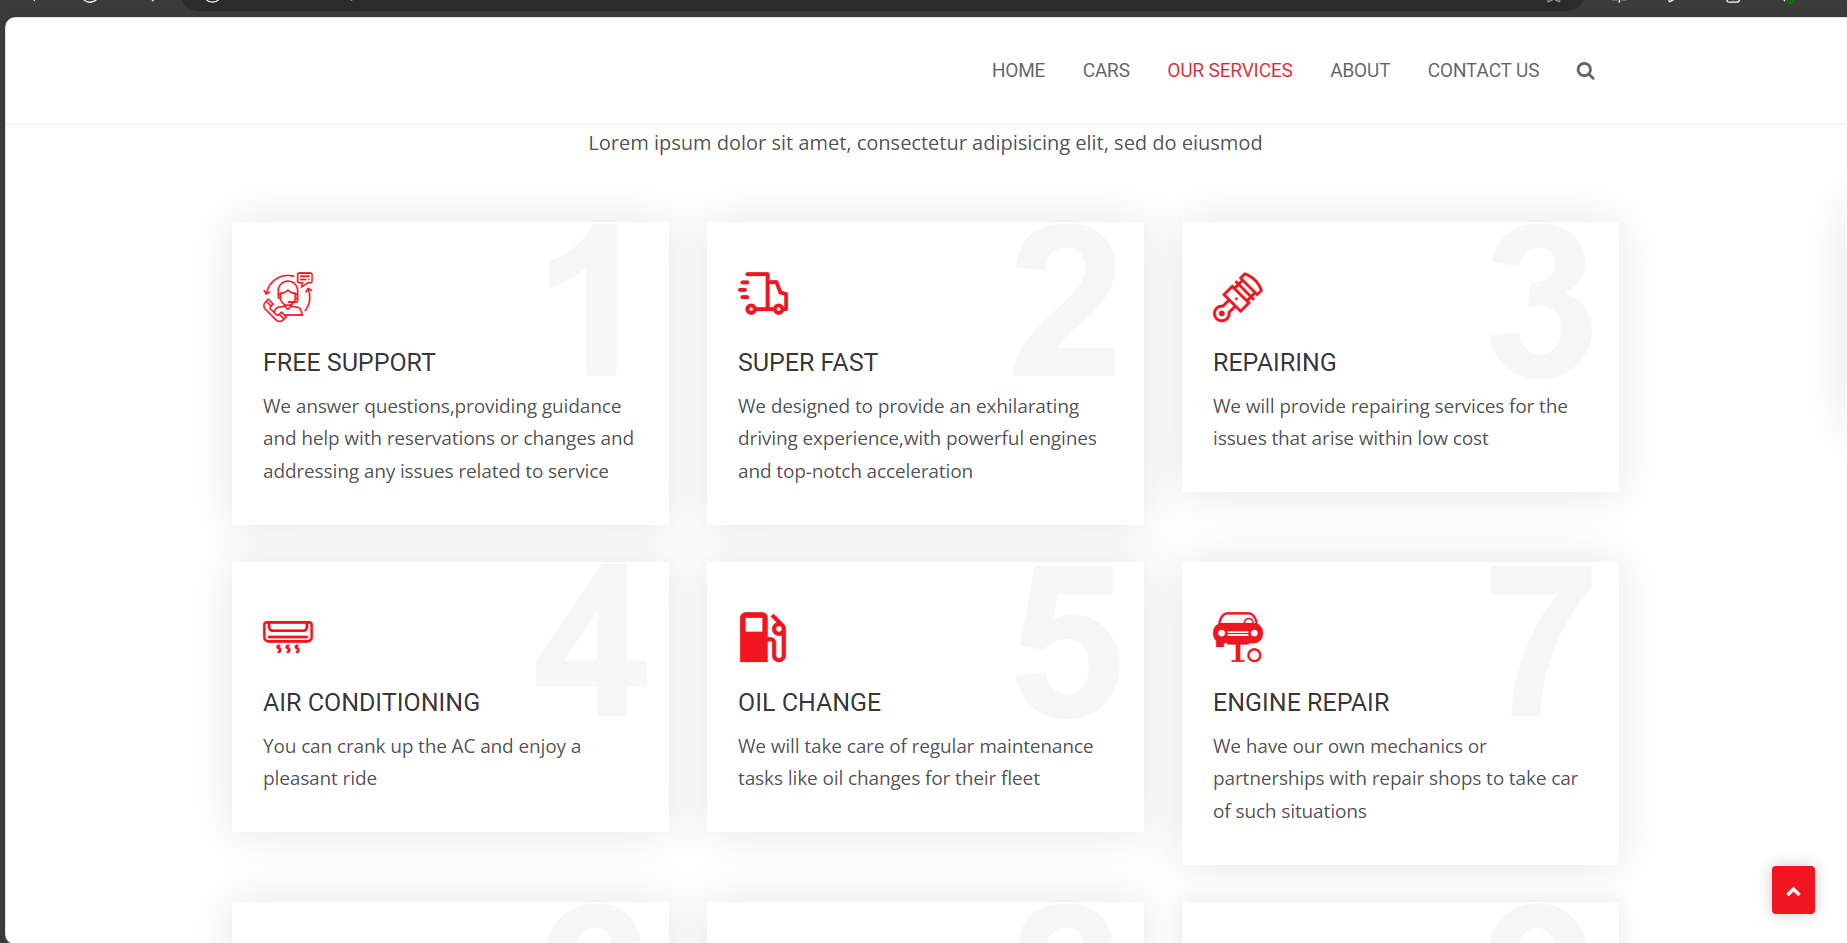 HOME CARS OUR SERVICES ABOUT CONTACT US
Lorem ipsum dolor sit amet, consectetur adipisicing elit, sed do eiusmod
1
FREE SUPPORT
We answer questions,providing guidance
and help with reservations or changes and
addressing any issues related to service
2
SUPER FAST
We designed to provide an exhilarating
driving experience,with powerful engines
and top-notch acceleration
3
REPAIRING
We will provide repairing services for the
issues that arise within low cost
4
AIR CONDITIONING
You can crank up the AC and enjoy a
pleasant ride
5
OIL CHANGE
We will take care of regular maintenance
tasks like oil changes for their fleet
7
ENGINE REPAIR
We have our own mechanics or
partnerships with repair shops to take car
of such situations